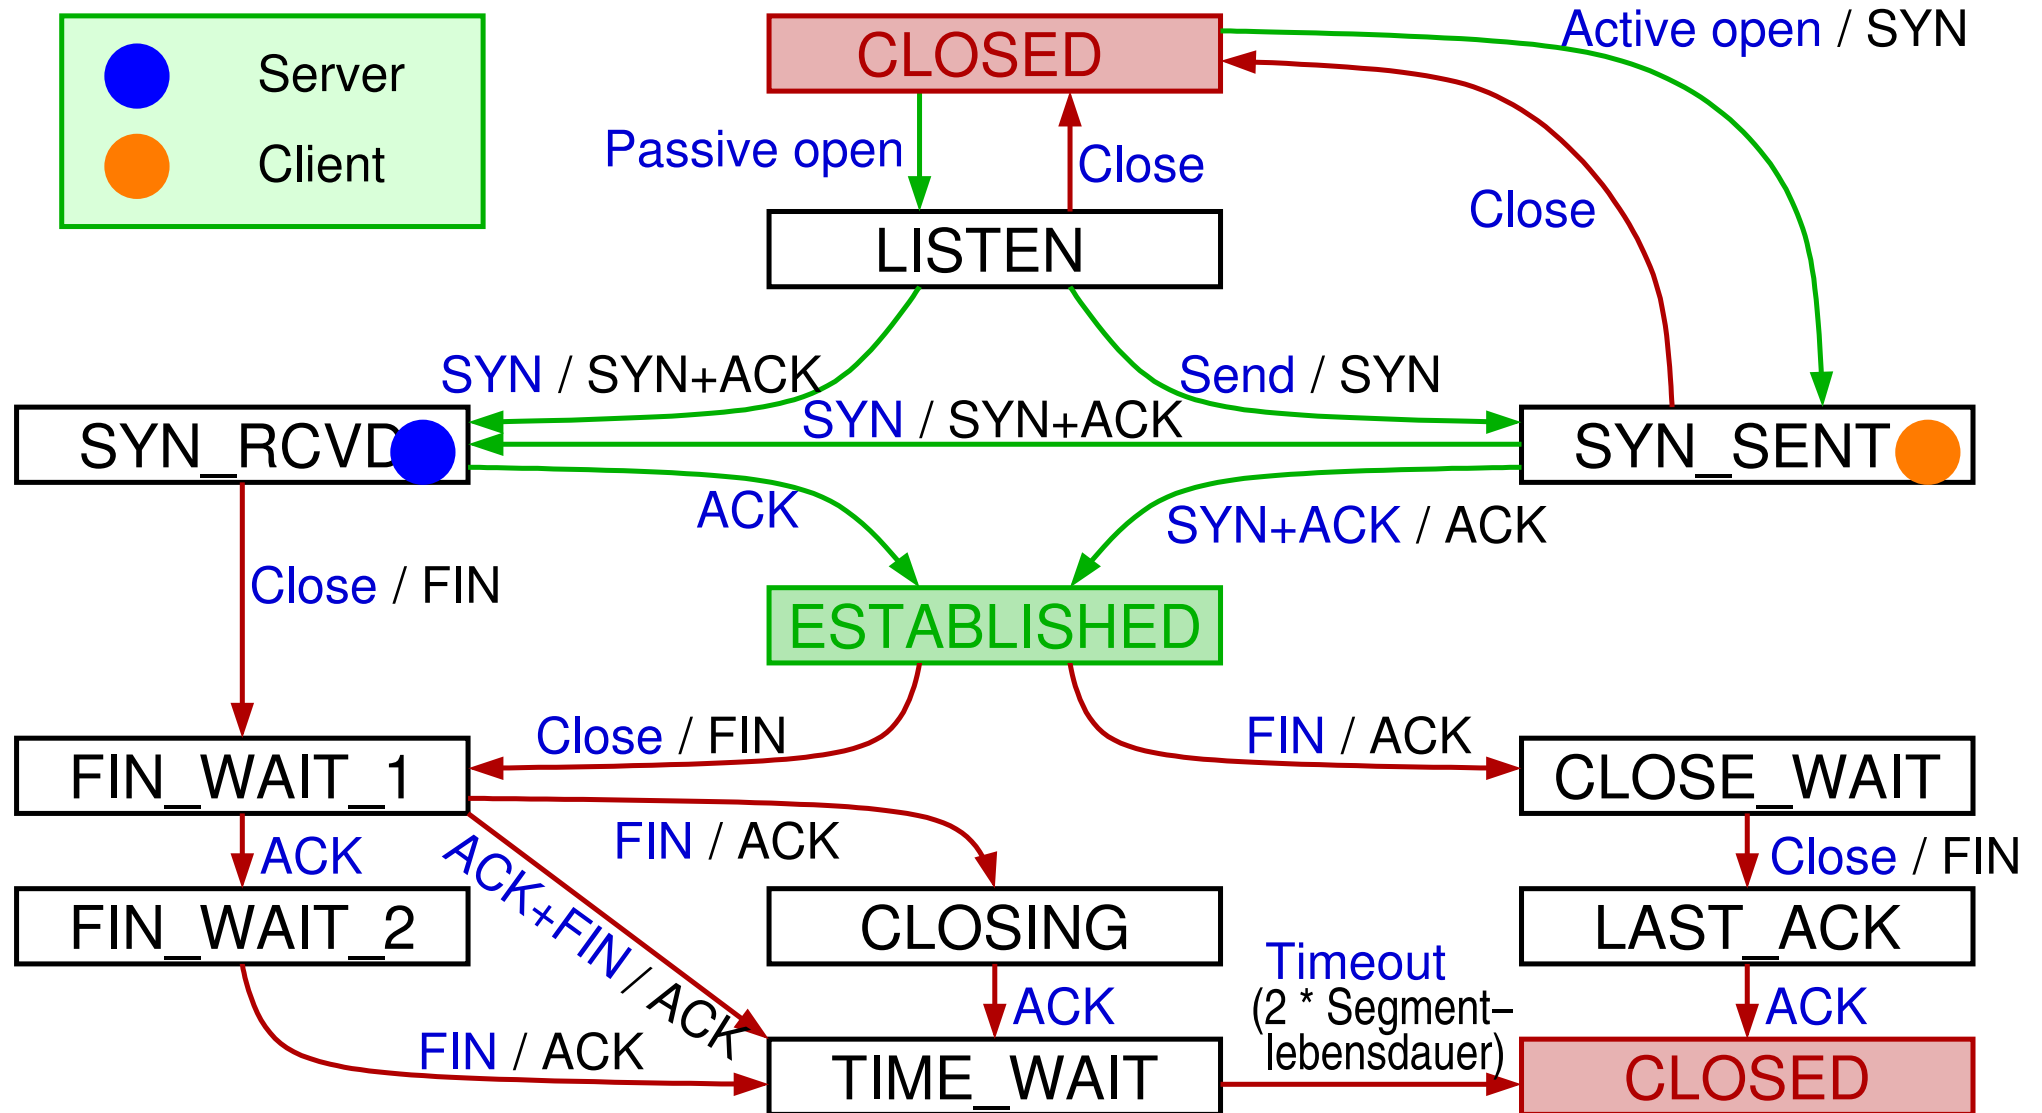 Server
Client
CLOSED
Active open / SYN
Passive open
Close
Close
LISTEN
SYN / SYN+ACK
Send / SYN
SYN / SYN+ACK
SYN_RCVD
SYN_SENT
ACK
SYN+ACK / ACK
Close / FIN
ESTABLISHED
Close / FIN
FIN / ACK
FIN_WAIT_1
CLOSE_WAIT
ACK
ACK+FIN / ACK
FIN / ACK
Close / FIN
FIN_WAIT_2
CLOSING
LAST_ACK
Timeout
(2 * Segment–
lebensdauer)
ACK
ACK
FIN / ACK
TIME_WAIT
CLOSED